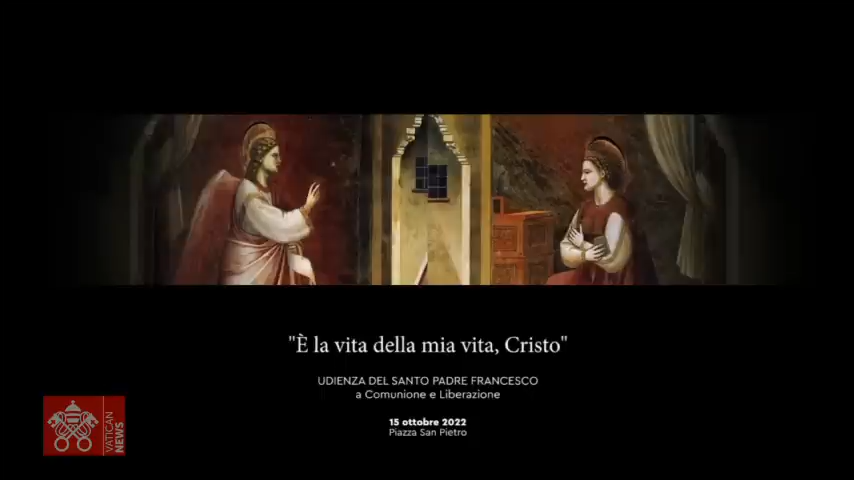 "È la vita della mia vita, Cristo"
UDIENZA DEL SANTO PADRE FRANCESCO
a Comunione e Liberazione
15 ottobre 2022
Piazza San Pietro
VATICAN
NEWS